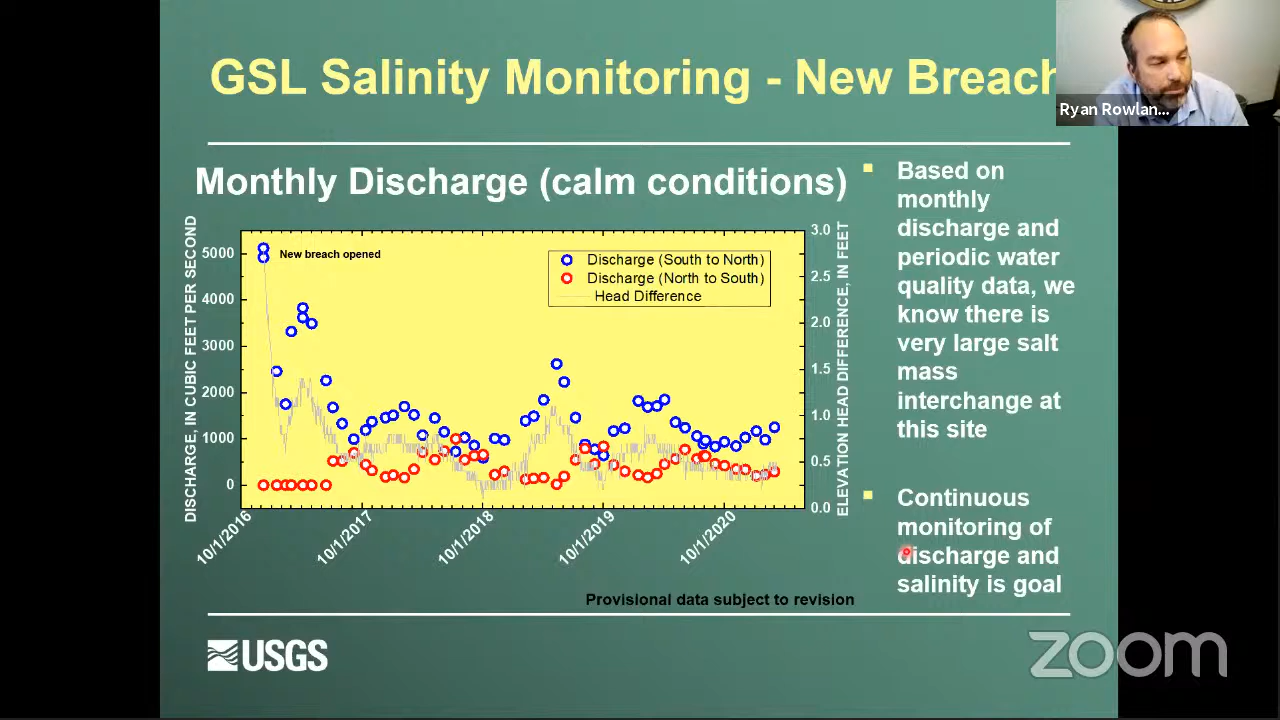 GSL Salinity Monitoring - New Breach
Ryan Rowlan...
Monthly Discharge (calm conditions)
DISCHARGE, IN CUBIC FEET PER SECOND
5000
4000
3000
2000
1000
0
New breach opened
Discharge (South to North)
Discharge (North to South)
Head Difference
3.0
2.5
2.0
1.5
1.0
0.5
0.0
ELEVATION HEAD DIFFERENCE, IN FEET
10/1/2016
10/1/2017
10/1/2018
10/1/2019
10/1/2020
Provisional data subject to revision
Based on
monthly
discharge and
periodic water
quality data, we
know there is
very large salt
mass
interchange at
this site
Continuous
monitoring of
discharge and
salinity is goal
USGS
zoom